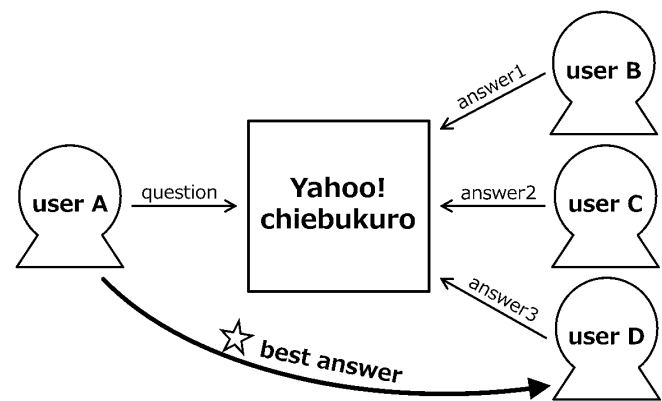 user A
question
Yahoo!
chiebukuro
answer1
user B
answer2
user C
answer3
user D
best answer